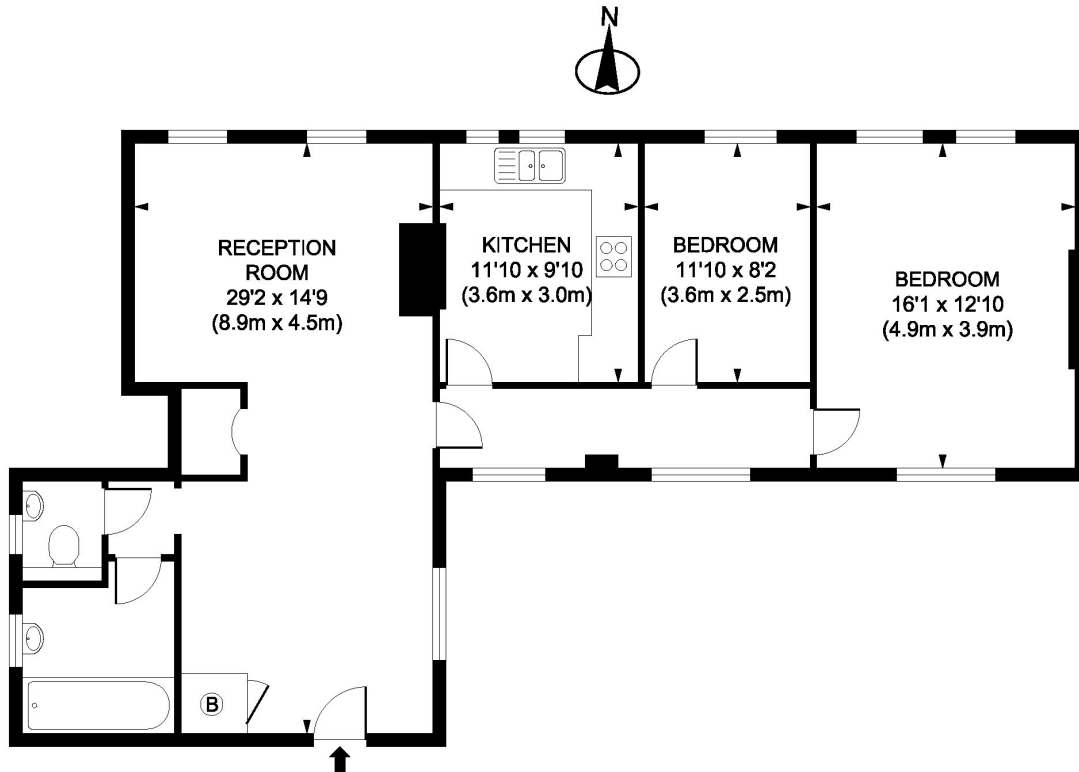 N
RECEPTION
ROOM
29'2 x 14'9
(8.9m x 4.5m)
KITCHEN
11'10 x 9'10
(3.6m x 3.0m)
BEDROOM
11'10 x 8'2
(3.6m x 2.5m)
BEDROOM
16'1 x 12'10
(4.9m x 3.9m)
B